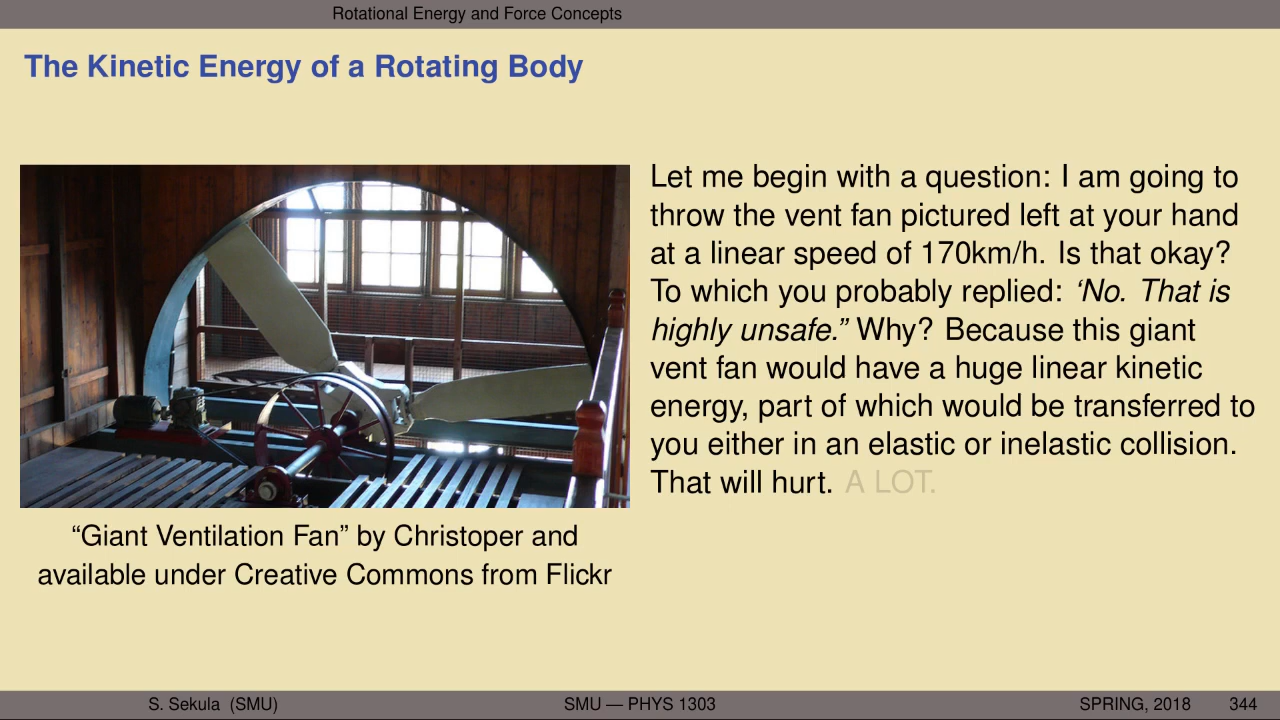 Rotational Energy and Force Concepts
The Kinetic Energy of a Rotating Body
Let me begin with a question: I am going to
throw the vent fan pictured left at your hand
at a linear speed of 170km/h. Is that okay?
To which you probably replied: ‘No. That is
highly unsafe.” Why? Because this giant
vent fan would have a huge linear kinetic
energy, part of which would be transferred to
you either in an elastic or inelastic collision.
That will hurt. A LOT.
“Giant Ventilation Fan” by Christoper and
available under Creative Commons from Flickr
S. Sekula (SMU) SMU — PHYS 1303 SPRING, 2018 344